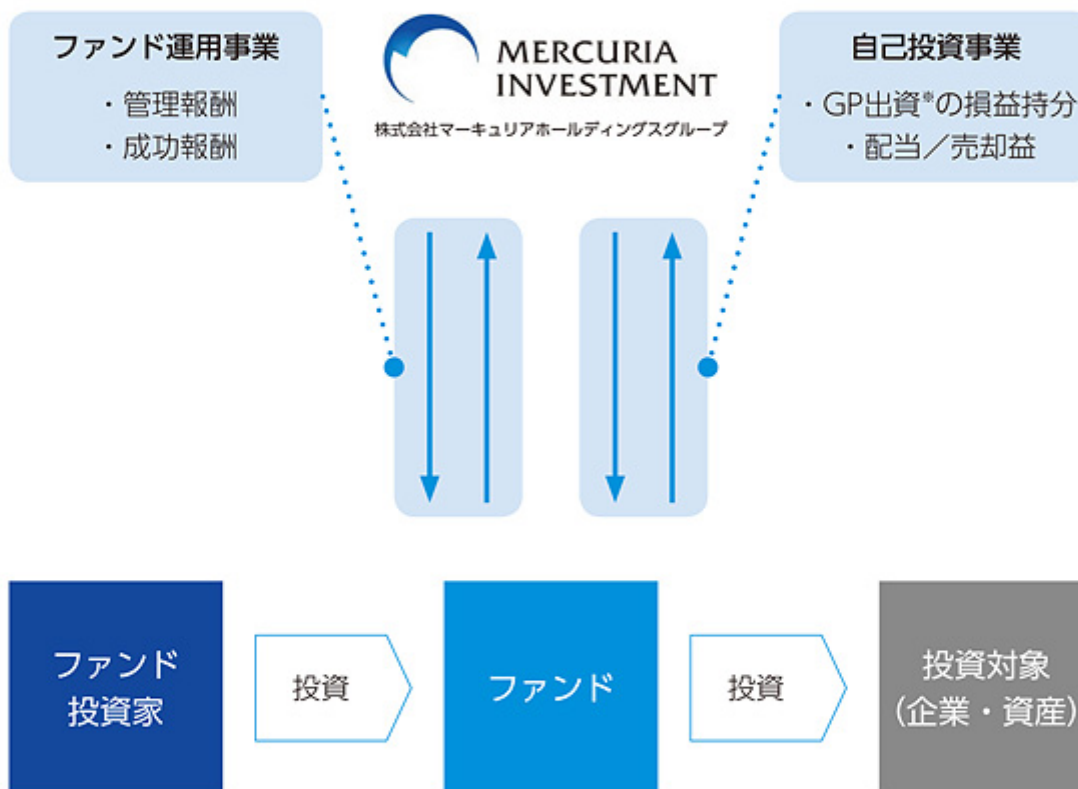 ファンド運用事業
・管理報酬
・成功報酬
MERCURIA
INVESTMENT
株式会社マーキュリアホールディングスグループ
自己投資事業
・GP出資※の損益持分
・配当／売却益
ファンド
投資家
投資
ファンド
投資
投資対象
(企業・資産)